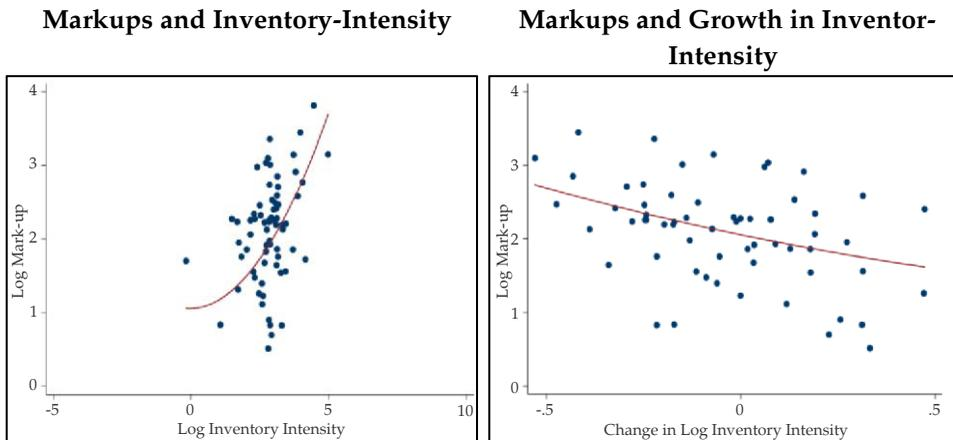 Markups and Inventory-Intensity
Log Mark-up
4
3
2
1
0
-5
0
5
10
Log Inventory Intensity
Markups and Growth in Inventor-
Intensity
Log Mark-up
4
3
2
1
0
-.5
0
.5
Change in Log Inventory Intensity